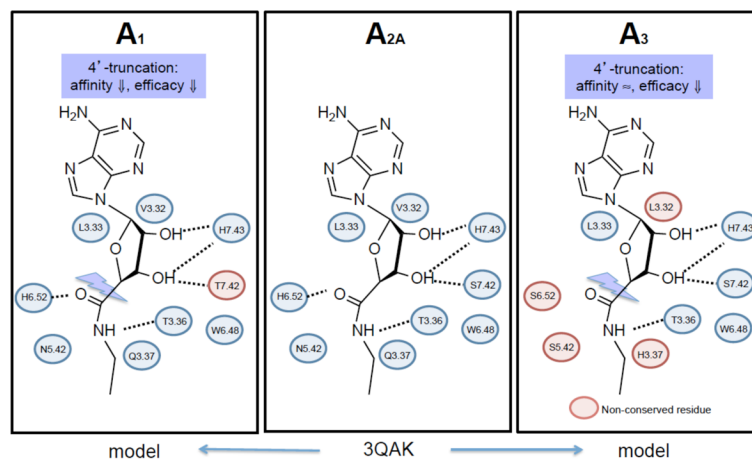 A1
4'-truncation:
affinity ⇓, efficacy ⇓
H₂N
N
N
N
N
V3.32
L3.33
OH
H7.43
O
OH
T7.42
H6.52
O
T3.36
NH
W6.48
N5.42
Q3.37
A2A
H₂N
N
N
N
N
V3.32
L3.33
OH
H7.43
O
OH
S7.42
H6.52
O
T3.36
NH
W6.48
N5.42
Q3.37
A3
4'-truncation:
affinity ≈, efficacy ⇓
H₂N
N
N
N
N
L3.32
L3.33
OH
H7.43
O
OH
S7.42
S6.52
O
T3.36
NH
W6.48
S5.42
H3.37
Non-conserved residue
model
3QAK
model